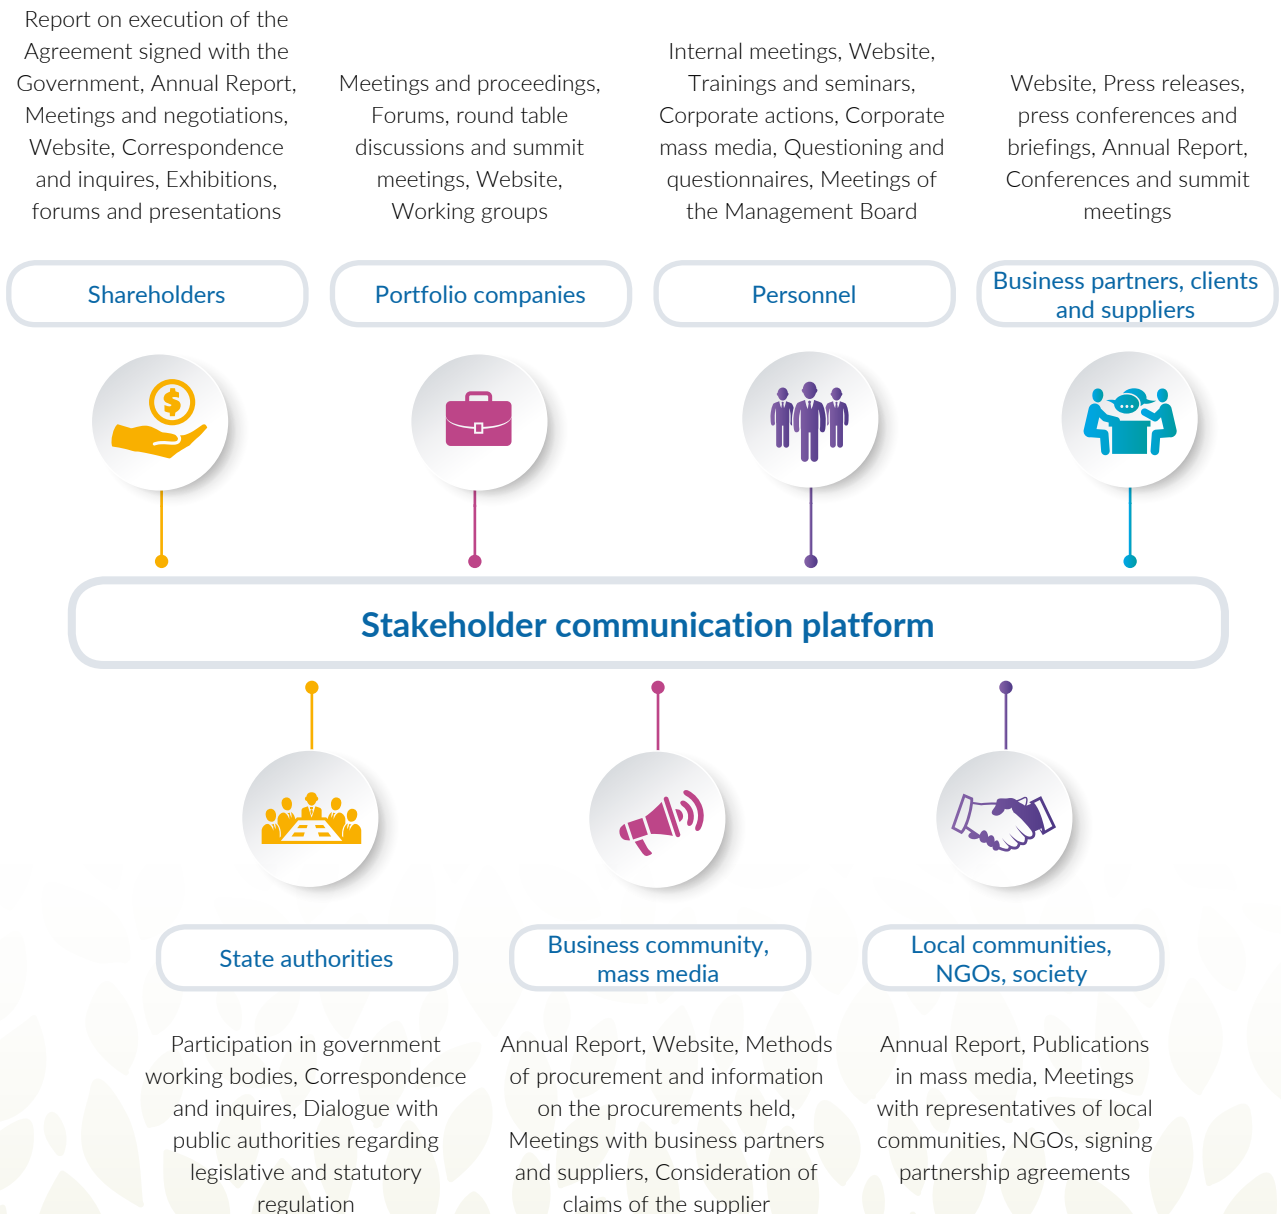 Report on execution of the
Agreement signed with the
Government, Annual Report,
Meetings and negotiations,
Website, Correspondence
and inquires, Exhibitions,
forums and presentations
Meetings and proceedings,
Forums, round table
discussions and summit
meetings, Website,
Working groups
Internal meetings, Website,
Trainings and seminars,
Corporate actions, Corporate
mass media, Questioning and
questionnaires, Meetings of
the Management Board
Website, Press releases,
press conferences and
briefings, Annual Report,
Conferences and summit
meetings
Shareholders
Portfolio companies
Personnel
Business partners, clients
and suppliers
Stakeholder communication platform
State authorities
Business community,
mass media
Local communities,
NGOs, society
Participation in government
working bodies, Correspondence
and inquires, Dialogue with
public authorities regarding
legislative and statutory
regulation
Annual Report, Website, Methods
of procurement and information
on the procurements held,
Meetings with business partners
and suppliers, Consideration of
claims of the supplier
Annual Report, Publications
in mass media, Meetings
with representatives of local
communities, NGOs, signing
partnership agreements